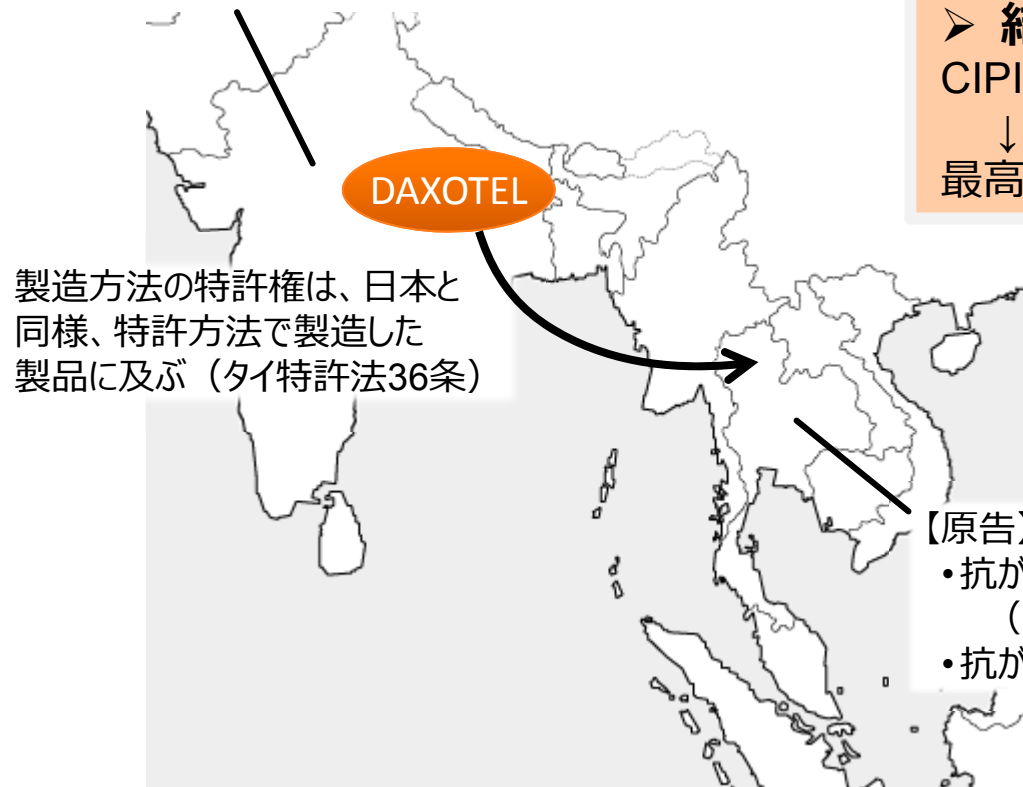 ➢
CIPI
↓
最高
DAXOTEL
製造方法の特許権は、日本と
同様、特許方法で製造した
製品に及ぶ（タイ特許法36条）
【原告】
•抗が
（
•抗が